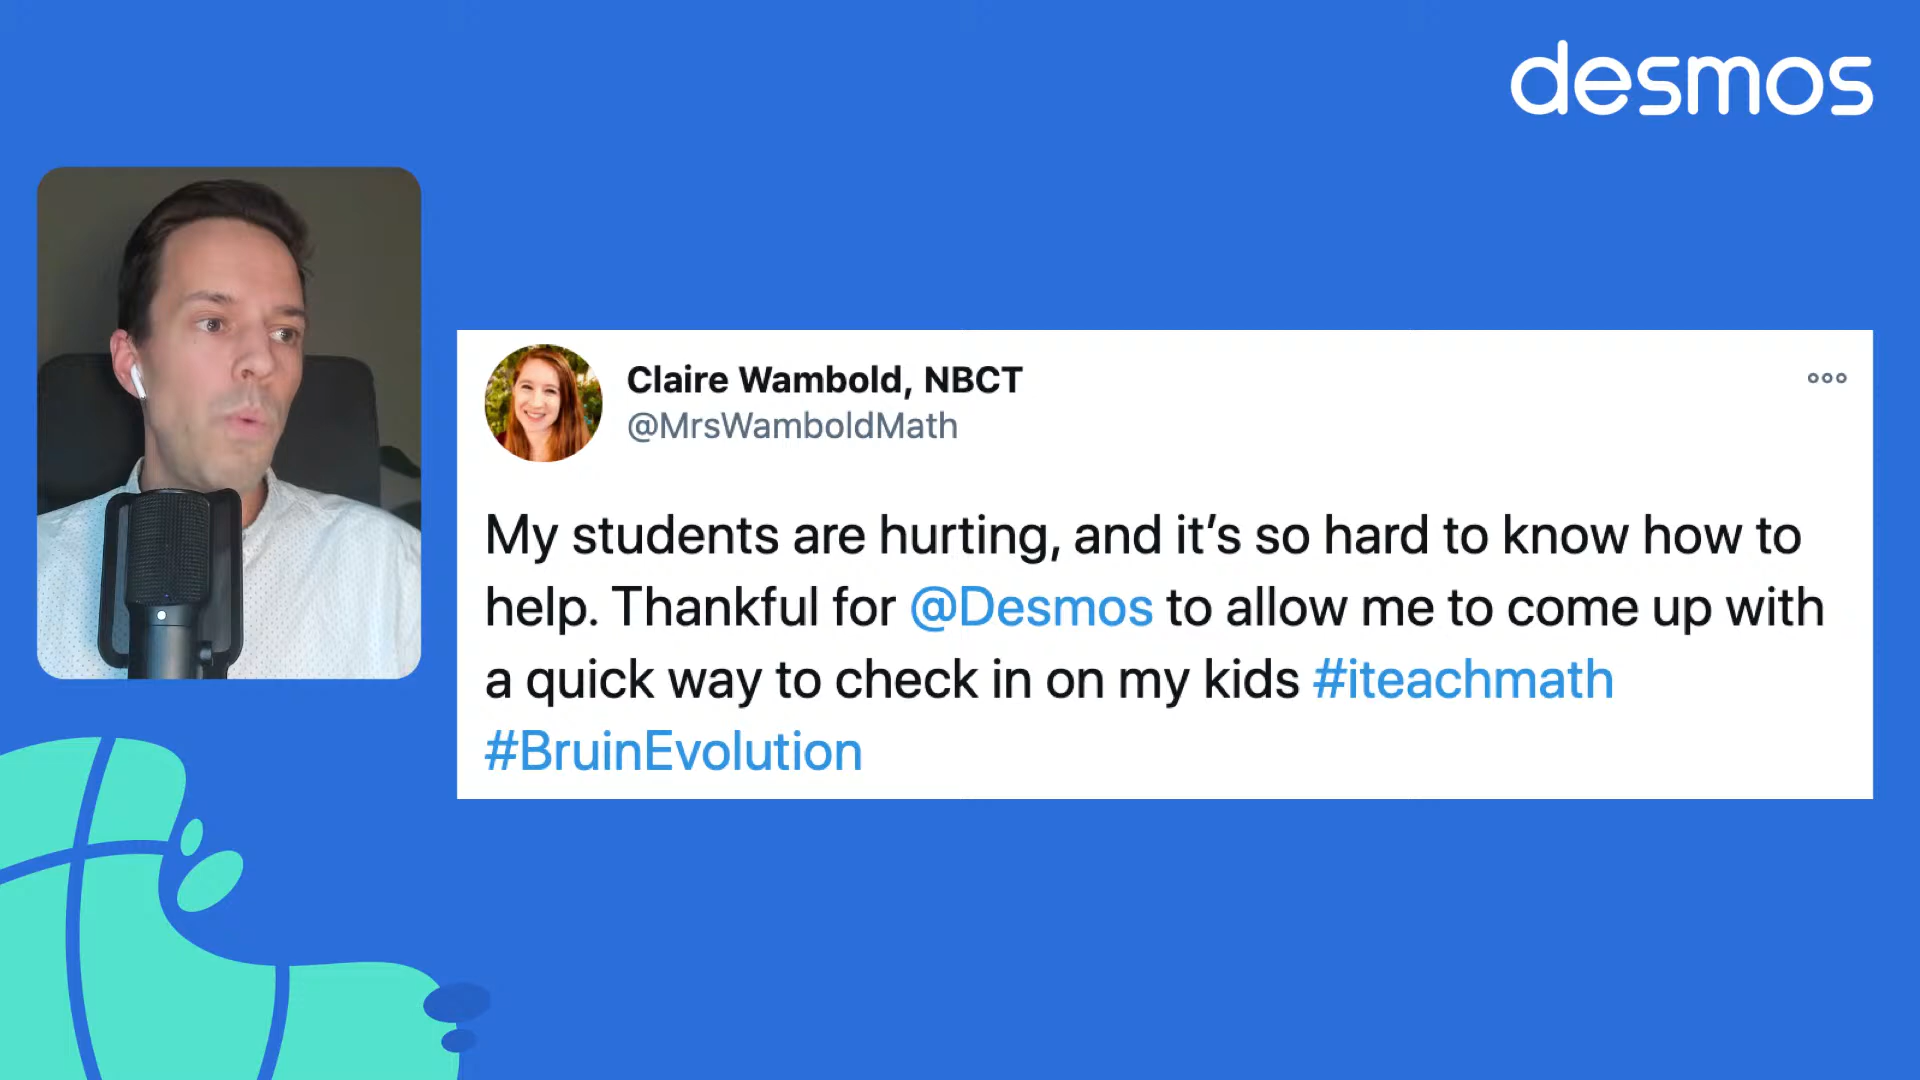 desmos
Claire Wambold, NBCT
@MrsWamboldMath
My students are hurting, and it’s so hard to know how to
help. Thankful for @Desmos to allow me to come up with
a quick way to check in on my kids #iteachmath
#BruinEvolution